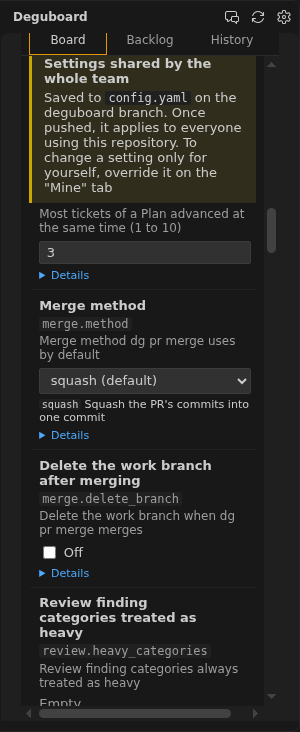 Deguboard
Board
Backlog
History
Settings shared by the
whole team
Saved to config.yaml on the
deguboard branch. Once
pushed, it applies to everyone
using this repository. To
change a setting only for
yourself, override it on the
"Mine" tab
Most tickets of a Plan advanced at
the same time (1 to 10)
3
Details
Merge method
merge.method
Merge method dg pr merge uses
by default
squash (default)
squash Squash the PR's commits into
one commit
Details
Delete the work branch
after merging
merge.delete_branch
Delete the work branch when dg
pr merge merges
Off
Details
Review finding
categories treated as
heavy
review.heavy_categories
Review finding categories always
treated as heavy
Empty